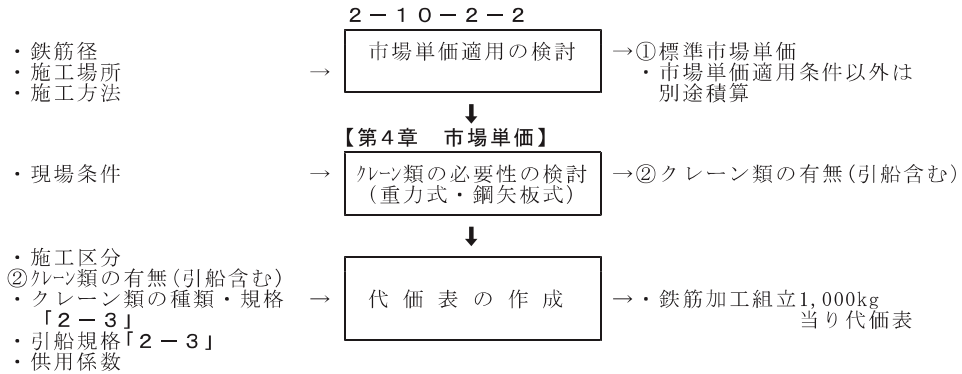 ２－１０－２－２
・鉄筋径
・施工場所
・施工方法
→
市場単価適用の検討
→①標準市場単価
・市場単価適用条件以外は
別途積算
【第４章　市場単価】
・現場条件
→
ｸﾚｰﾝ類の必要性の検討
(重力式・鋼矢板式)
→②クレーン類の有無(引船含む)
・施工区分
②ｸﾚｰﾝ類の有無(引船含む)
・クレーン類の種類・規格
「２－３」
・引船規格「２－３」
・供用係数
→
代 価 表 の 作 成
→・鉄筋加工組立1,000kg
当り代価表